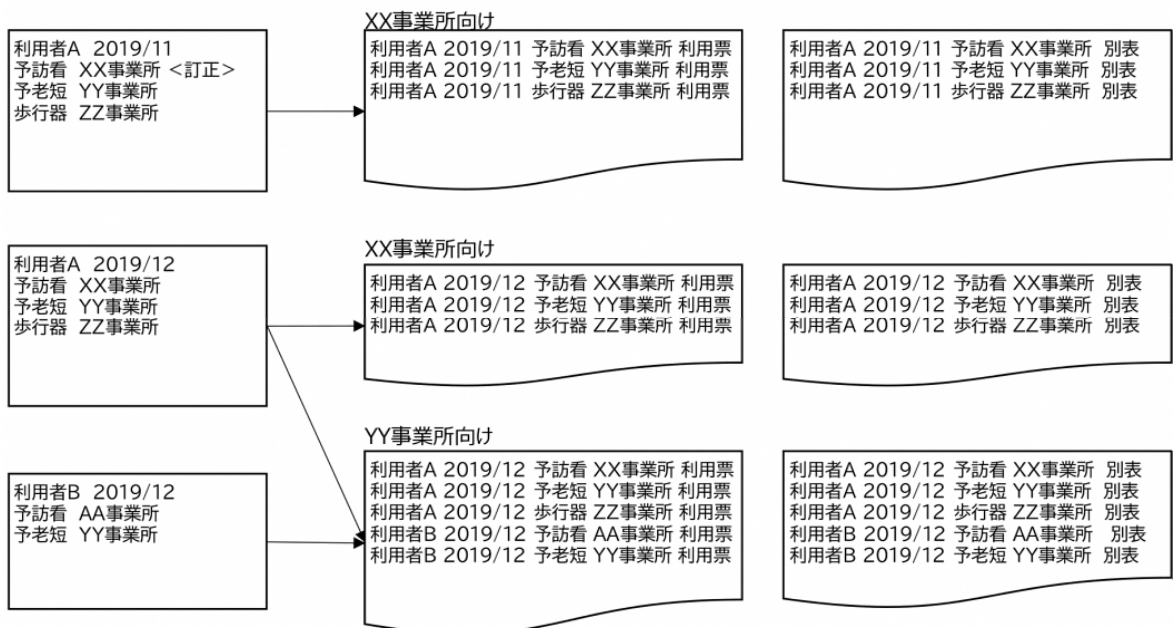 利用者A 2019/11
予訪看 XX事業所 <訂正>
予老短 YY事業所
歩行器 ZZ事業所
XX事業所向け
利用者A 2019/11 予訪看 XX事業所 利用票
利用者A 2019/11 予老短 YY事業所 利用票
利用者A 2019/11 歩行器 ZZ事業所 利用票
利用者A 2019/11 予訪看 XX事業所 別表
利用者A 2019/11 予老短 YY事業所 別表
利用者A 2019/11 歩行器 ZZ事業所 別表
利用者A 2019/12
予訪看 XX事業所
予老短 YY事業所
歩行器 ZZ事業所
XX事業所向け
利用者A 2019/12 予訪看 XX事業所 利用票
利用者A 2019/12 予老短 YY事業所 利用票
利用者A 2019/12 歩行器 ZZ事業所 利用票
利用者A 2019/12 予訪看 XX事業所 別表
利用者A 2019/12 予老短 YY事業所 別表
利用者A 2019/12 歩行器 ZZ事業所 別表
利用者B 2019/12
予訪看 AA事業所
予老短 YY事業所
YY事業所向け
利用者A 2019/12 予訪看 XX事業所 利用票
利用者A 2019/12 予老短 YY事業所 利用票
利用者A 2019/12 歩行器 ZZ事業所 利用票
利用者B 2019/12 予訪看 AA事業所 利用票
利用者B 2019/12 予老短 YY事業所 利用票
利用者A 2019/12 予訪看 XX事業所 別表
利用者A 2019/12 予老短 YY事業所 別表
利用者A 2019/12 歩行器 ZZ事業所 別表
利用者B 2019/12 予訪看 AA事業所 別表
利用者B 2019/12 予老短 YY事業所 別表